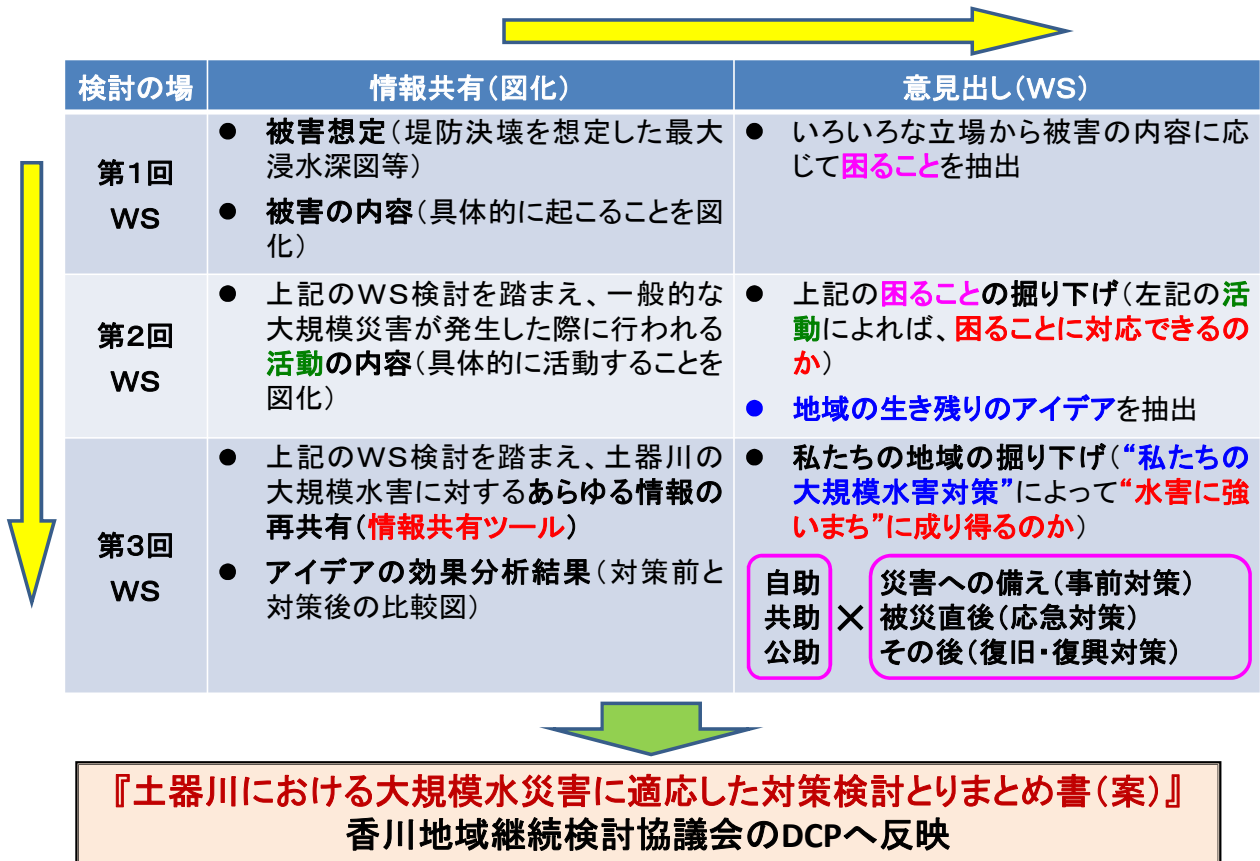 検討の場
情報共有(図化)
意見出し(WS)
第1回
WS
● 被害想定(堤防決壊を想定した最大
浸水深図等)
● 被害の内容(具体的に起こることを図
化)
● いろいろな立場から被害の内容に応
じて困ることを抽出
第2回
WS
● 上記のWS検討を踏まえ、一般的な
大規模災害が発生した際に行われる
活動の内容(具体的に活動することを
図化)
● 上記の困ることの掘り下げ(左記の活
動によれば、困ることに対応できるの
か)
● 地域の生き残りのアイデアを抽出
第3回
WS
● 上記のWS検討を踏まえ、土器川の
大規模水害に対するあらゆる情報の
再共有(情報共有ツール)
● アイデアの効果分析結果(対策前と
対策後の比較図)
● 私たちの地域の掘り下げ(“私たちの
大規模水害対策”によって“水害に強
いまち”に成り得るのか)
自助
共助
公助
×
災害への備え(事前対策)
被災直後(応急対策)
その後(復旧・復興対策)
『土器川における大規模水災害に適応した対策検討とりまとめ書(案)』
香川地域継続検討協議会のDCPへ反映